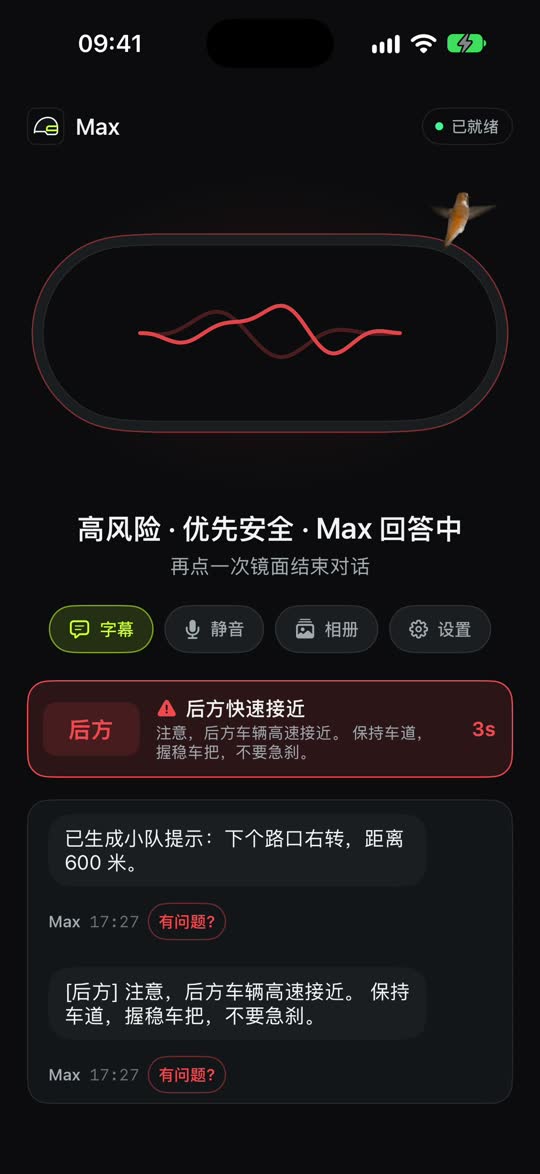 09:41
Max
已就绪
高风险 · 优先安全 · Max 回答中
再点一次镜面结束对话
字幕
静音
相册
设置
后方
后方快速接近
注意，后方车辆高速接近。 保持车道，
握稳车把，不要急刹。
3s
已生成小队提示：下个路口右转，距离
600 米。
Max 17:27 有问题?
[后方] 注意，后方车辆高速接近。 保持
车道，握稳车把，不要急刹。
Max 17:27 有问题?